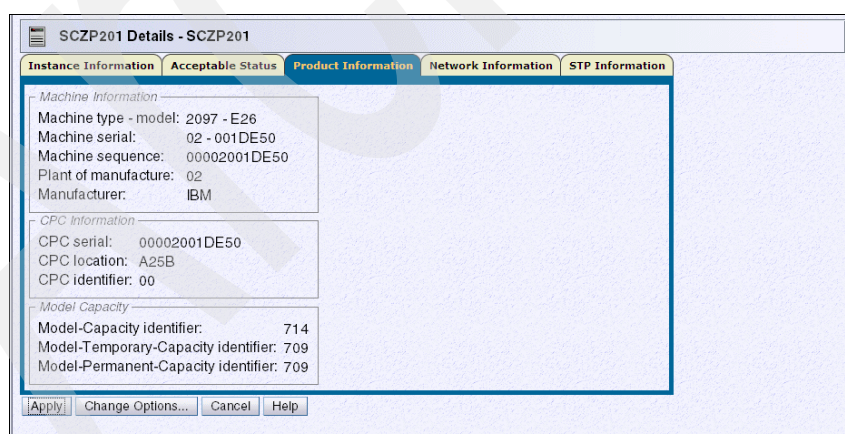 SCZP201 Details - SCZP201
Instance Information Acceptable Status Product Information Network Information STP Information
Machine Information
Machine type - model: 2097 - E26
Machine serial: 02 - 001DE50
Machine sequence: 00002001DE50
Plant of manufacture: 02
Manufacturer: IBM
CPC Information
CPC serial: 00002001DE50
CPC location: A25B
CPC identifier: 00
Model Capacity
Model-Capacity identifier: 714
Model-Temporary-Capacity identifier: 709
Model-Permanent-Capacity identifier: 709
Apply Change Options... Cancel Help